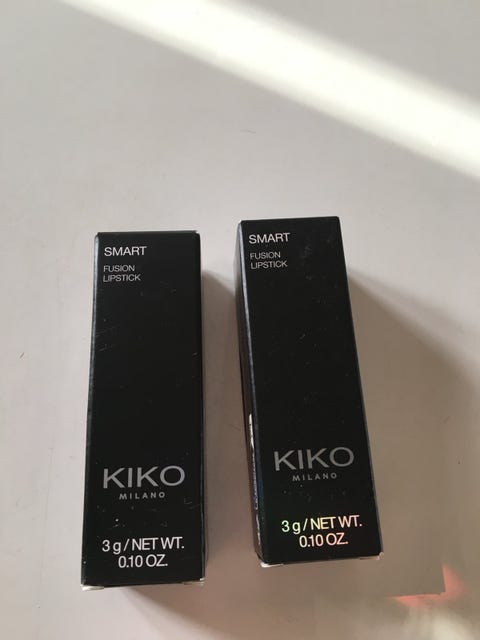 SMART
FUSION
LIPSTICK
KIKO
MILANO
3 g / NET WT.
0.10 OZ.
SMART
FUSION
LIPSTICK
KIKO
MILANO
3 g / NET WT.
0.10 OZ.